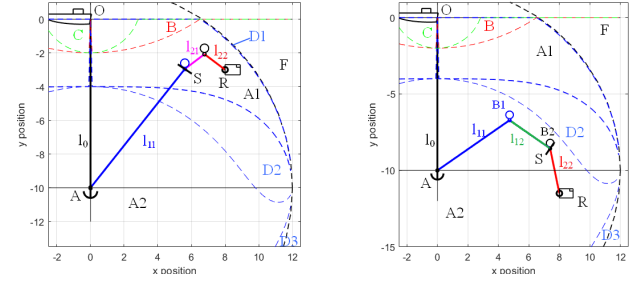 O
B
C
D1
F
l21
l22
S
R
A1
l0
l11
D2
A
A2
D3
0
-2
-4
-6
-8
-10
-12
-2 0 2 4 6 8 10 12
x position
y position
O
B
C
F
A1
B1
l11
l12
B2
D2
S
l22
l0
A
R
A2
D3
0
-5
-10
-15
-2 0 2 4 6 8 10 12
x position
y position